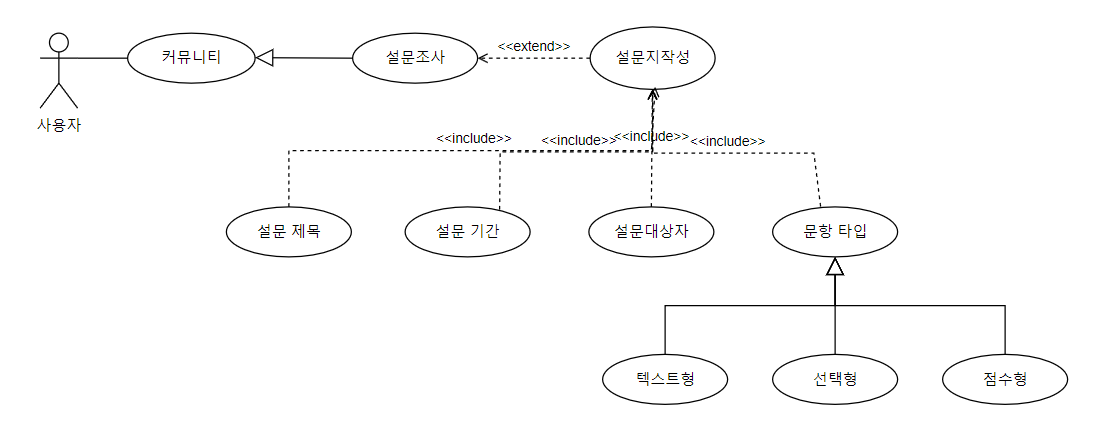 커뮤니티
설문조사
<<extend>>
설문지작성
사용자
<<include>>
<<include>>
<<include>>
<<include>>
설문 제목
설문 기간
설문대상자
문항 타입
텍스트형
선택형
점수형